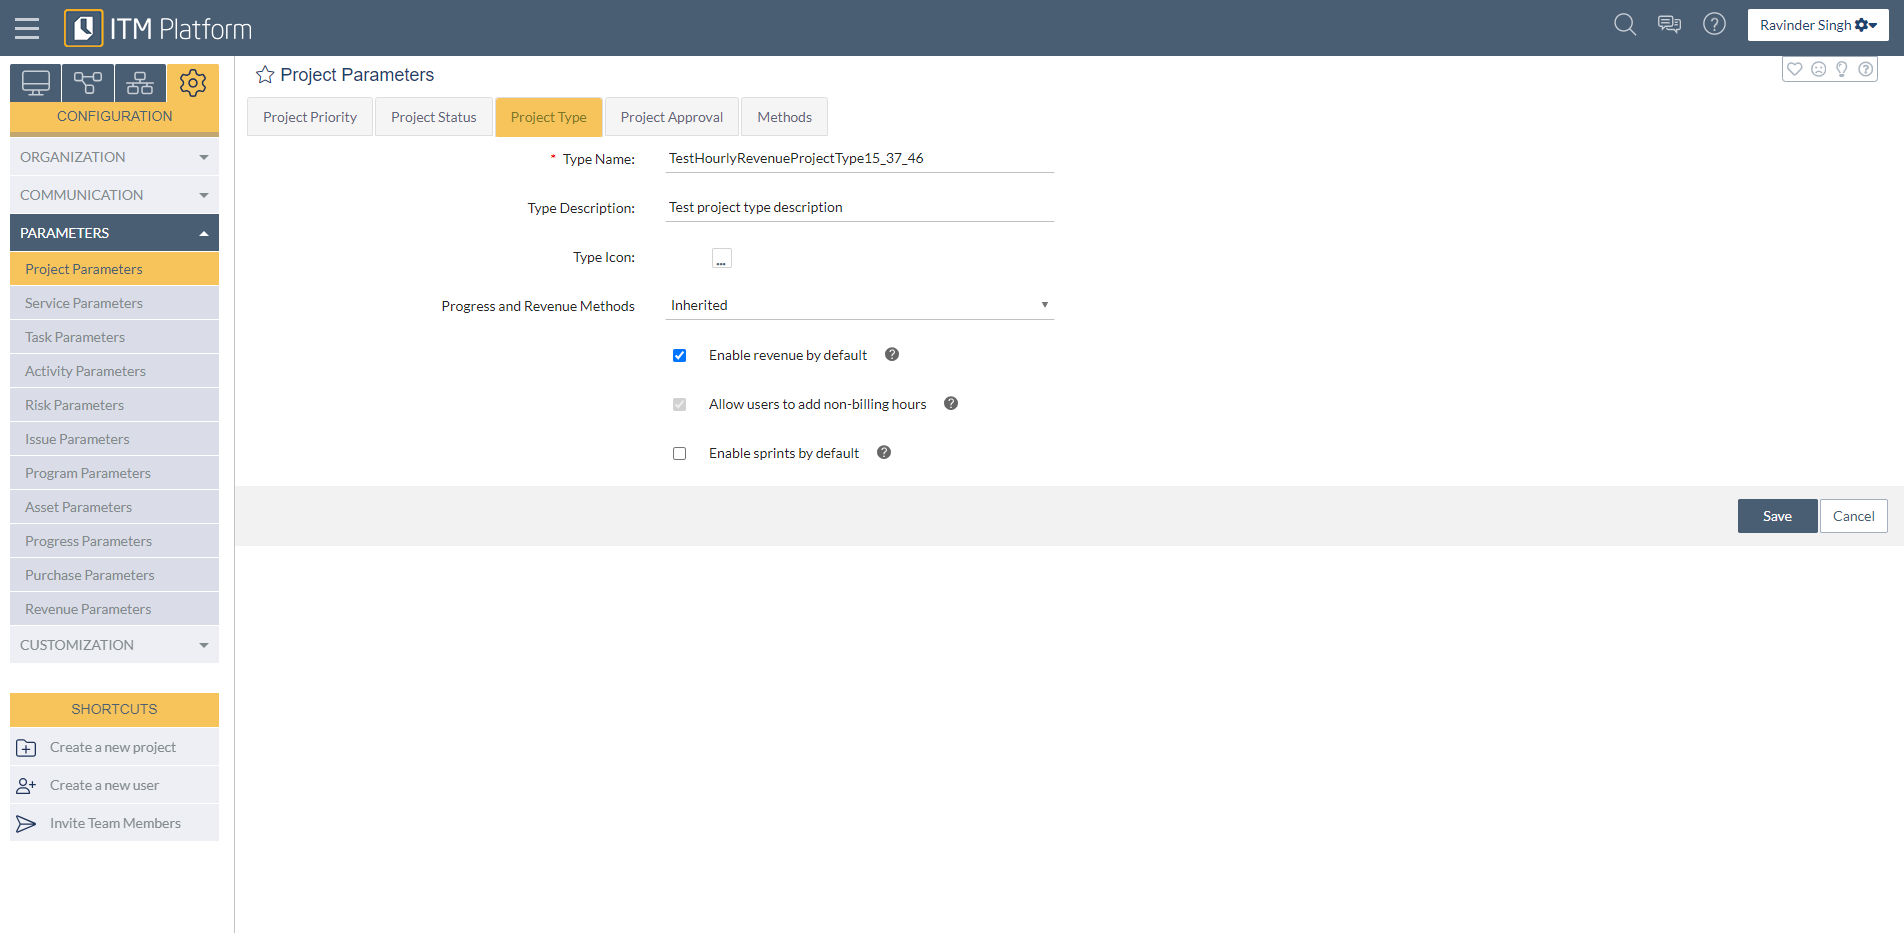 ITM Platform
Ravinder Singh
CONFIGURATION
ORGANIZATION
COMMUNICATION
PARAMETERS
Project Parameters
Service Parameters
Task Parameters
Activity Parameters
Risk Parameters
Issue Parameters
Program Parameters
Asset Parameters
Progress Parameters
Purchase Parameters
Revenue Parameters
CUSTOMIZATION
SHORTCUTS
Create a new project
Create a new user
Invite Team Members
Project Parameters
Project Priority
Project Status
Project Type
Project Approval
Methods
* Type Name: TestHourlyRevenueProjectType15_37_46
Type Description: Test project type description
Type Icon: ...
Progress and Revenue Methods Inherited
Enable revenue by default
Allow users to add non-billing hours
Enable sprints by default
Save
Cancel